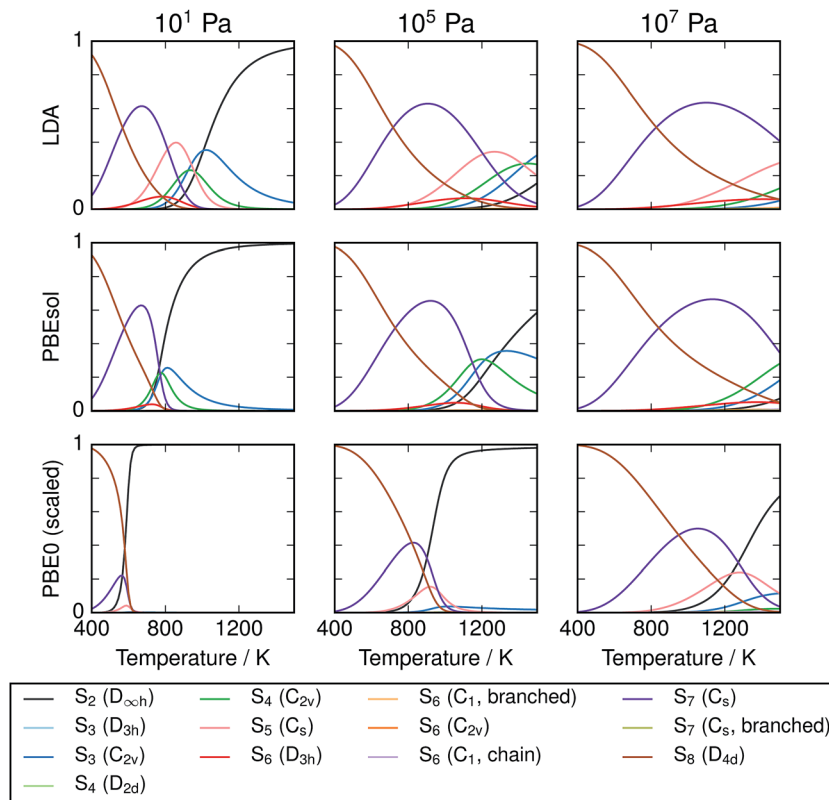 10¹ Pa 10⁵ Pa 10⁷ Pa
1
LDA
0
1
PBEsol
0
1
PBE0 (scaled)
0
400 800 1200 400 800 1200 400 800 1200
Temperature / K Temperature / K Temperature / K
S₂ (D∞h) S₄ (C₂ᵥ) S₆ (C₁, branched) S₇ (Cₛ)
S₃ (D₃ₕ) S₅ (Cₛ) S₆ (C₂ᵥ) S₇ (Cₛ, branched)
S₃ (C₂ᵥ) S₆ (D₃ₕ) S₆ (C₁, chain) S₈ (D₄d)
S₄ (D₂d)